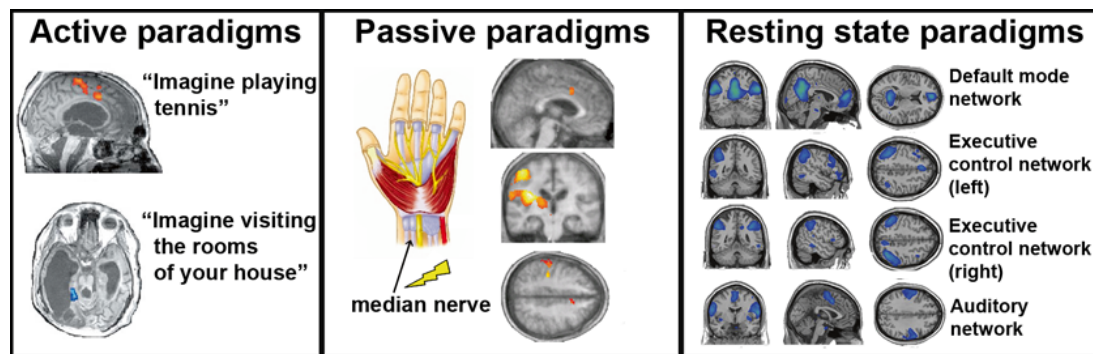 Active paradigms
“Imagine playing
tennis”
“Imagine visiting
the rooms
of your house”
Passive paradigms
median nerve
Resting state paradigms
Default mode
network
Executive
control network
(left)
Executive
control network
(right)
Auditory
network